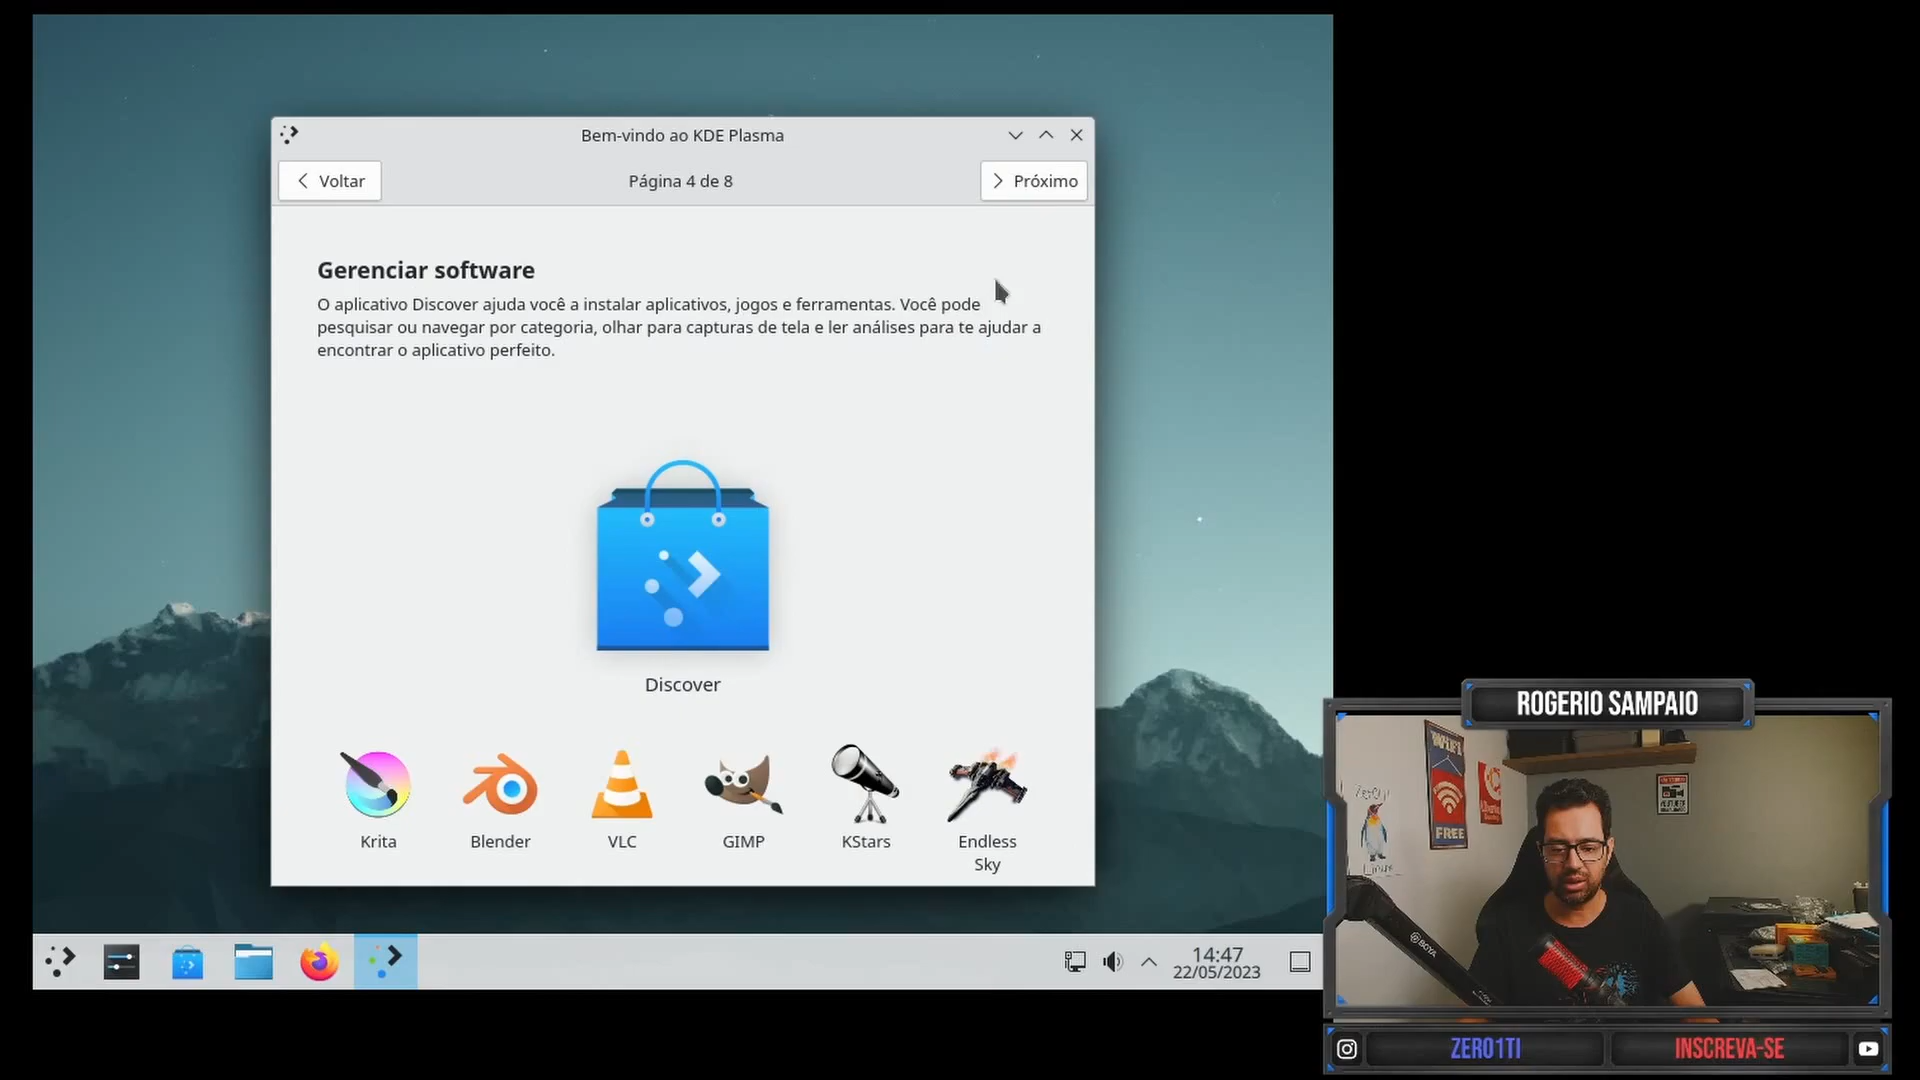 Bem-vindo ao KDE Plasma
Voltar
Página 4 de 8
Próximo
Gerenciar software
O aplicativo Discover ajuda você a instalar aplicativos, jogos e ferramentas. Você pode
pesquisar ou navegar por categoria, olhar para capturas de tela e ler análises para te ajudar a
encontrar o aplicativo perfeito.
Discover
Krita
Blender
VLC
GIMP
KStars
Endless
Sky
14:47
22/05/2023
ROGERIO SAMPAIO
WiFi
FREE
Linux
BOYA
ZERO1TI
INSCREVA-SE